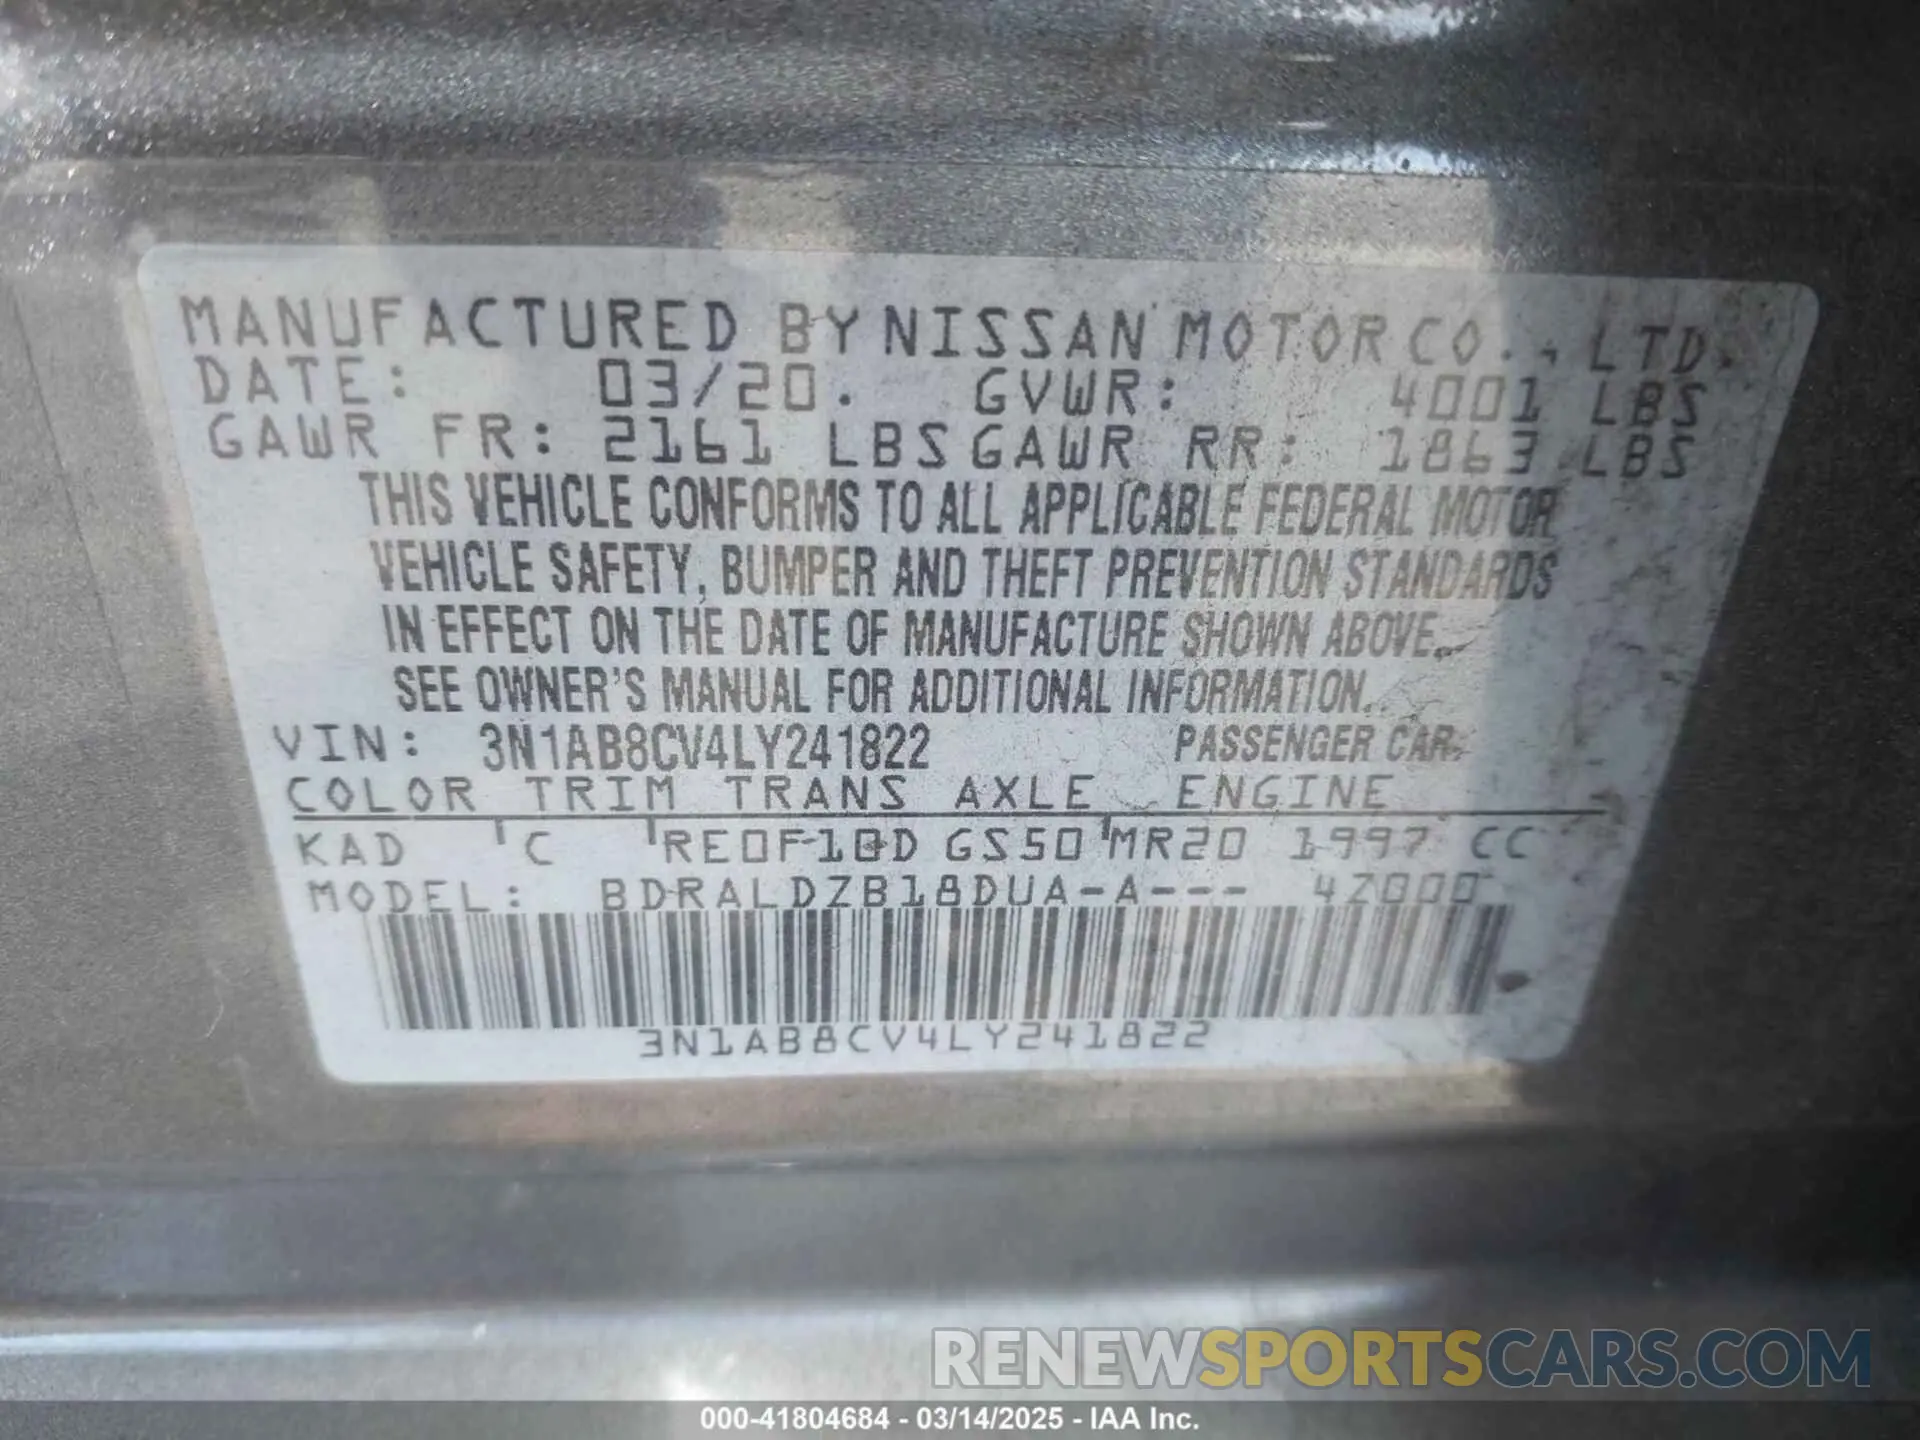 MANUFACTURED BY NISSAN MOTOR CO., LTD.
DATE: 03/20. GVWR: 4001 LBS
GAWR FR: 2161 LBS GAWR RR: 1863 LBS
THIS VEHICLE CONFORMS TO ALL APPLICABLE FEDERAL MOTOR
VEHICLE SAFETY, BUMPER AND THEFT PREVENTION STANDARDS
IN EFFECT ON THE DATE OF MANUFACTURE SHOWN ABOVE.
SEE OWNER'S MANUAL FOR ADDITIONAL INFORMATION.
VIN: 3N1AB8CV4LY241822 PASSENGER CAR
COLOR TRIM TRANS AXLE ENGINE
KAD C RE0F10D GS50 MR20 1997 CC
MODEL: BDRALDZB18DUA-A--- 4Z000
3N1AB8CV4LY241822
RENEWSPORTSCARS.COM
000-41804684 - 03/14/2025 - IAA Inc.